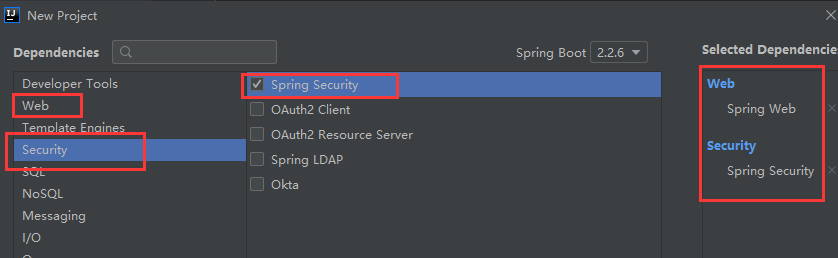 New Project
Dependencies
Spring Boot 2.2.6
Selected Dependencie
Developer Tools
Web
Template Engines
Security
SQL
NoSQL
Messaging
I/O
Spring Security
OAuth2 Client
OAuth2 Resource Server
Spring LDAP
Okta
Web
Spring Web
Security
Spring Security